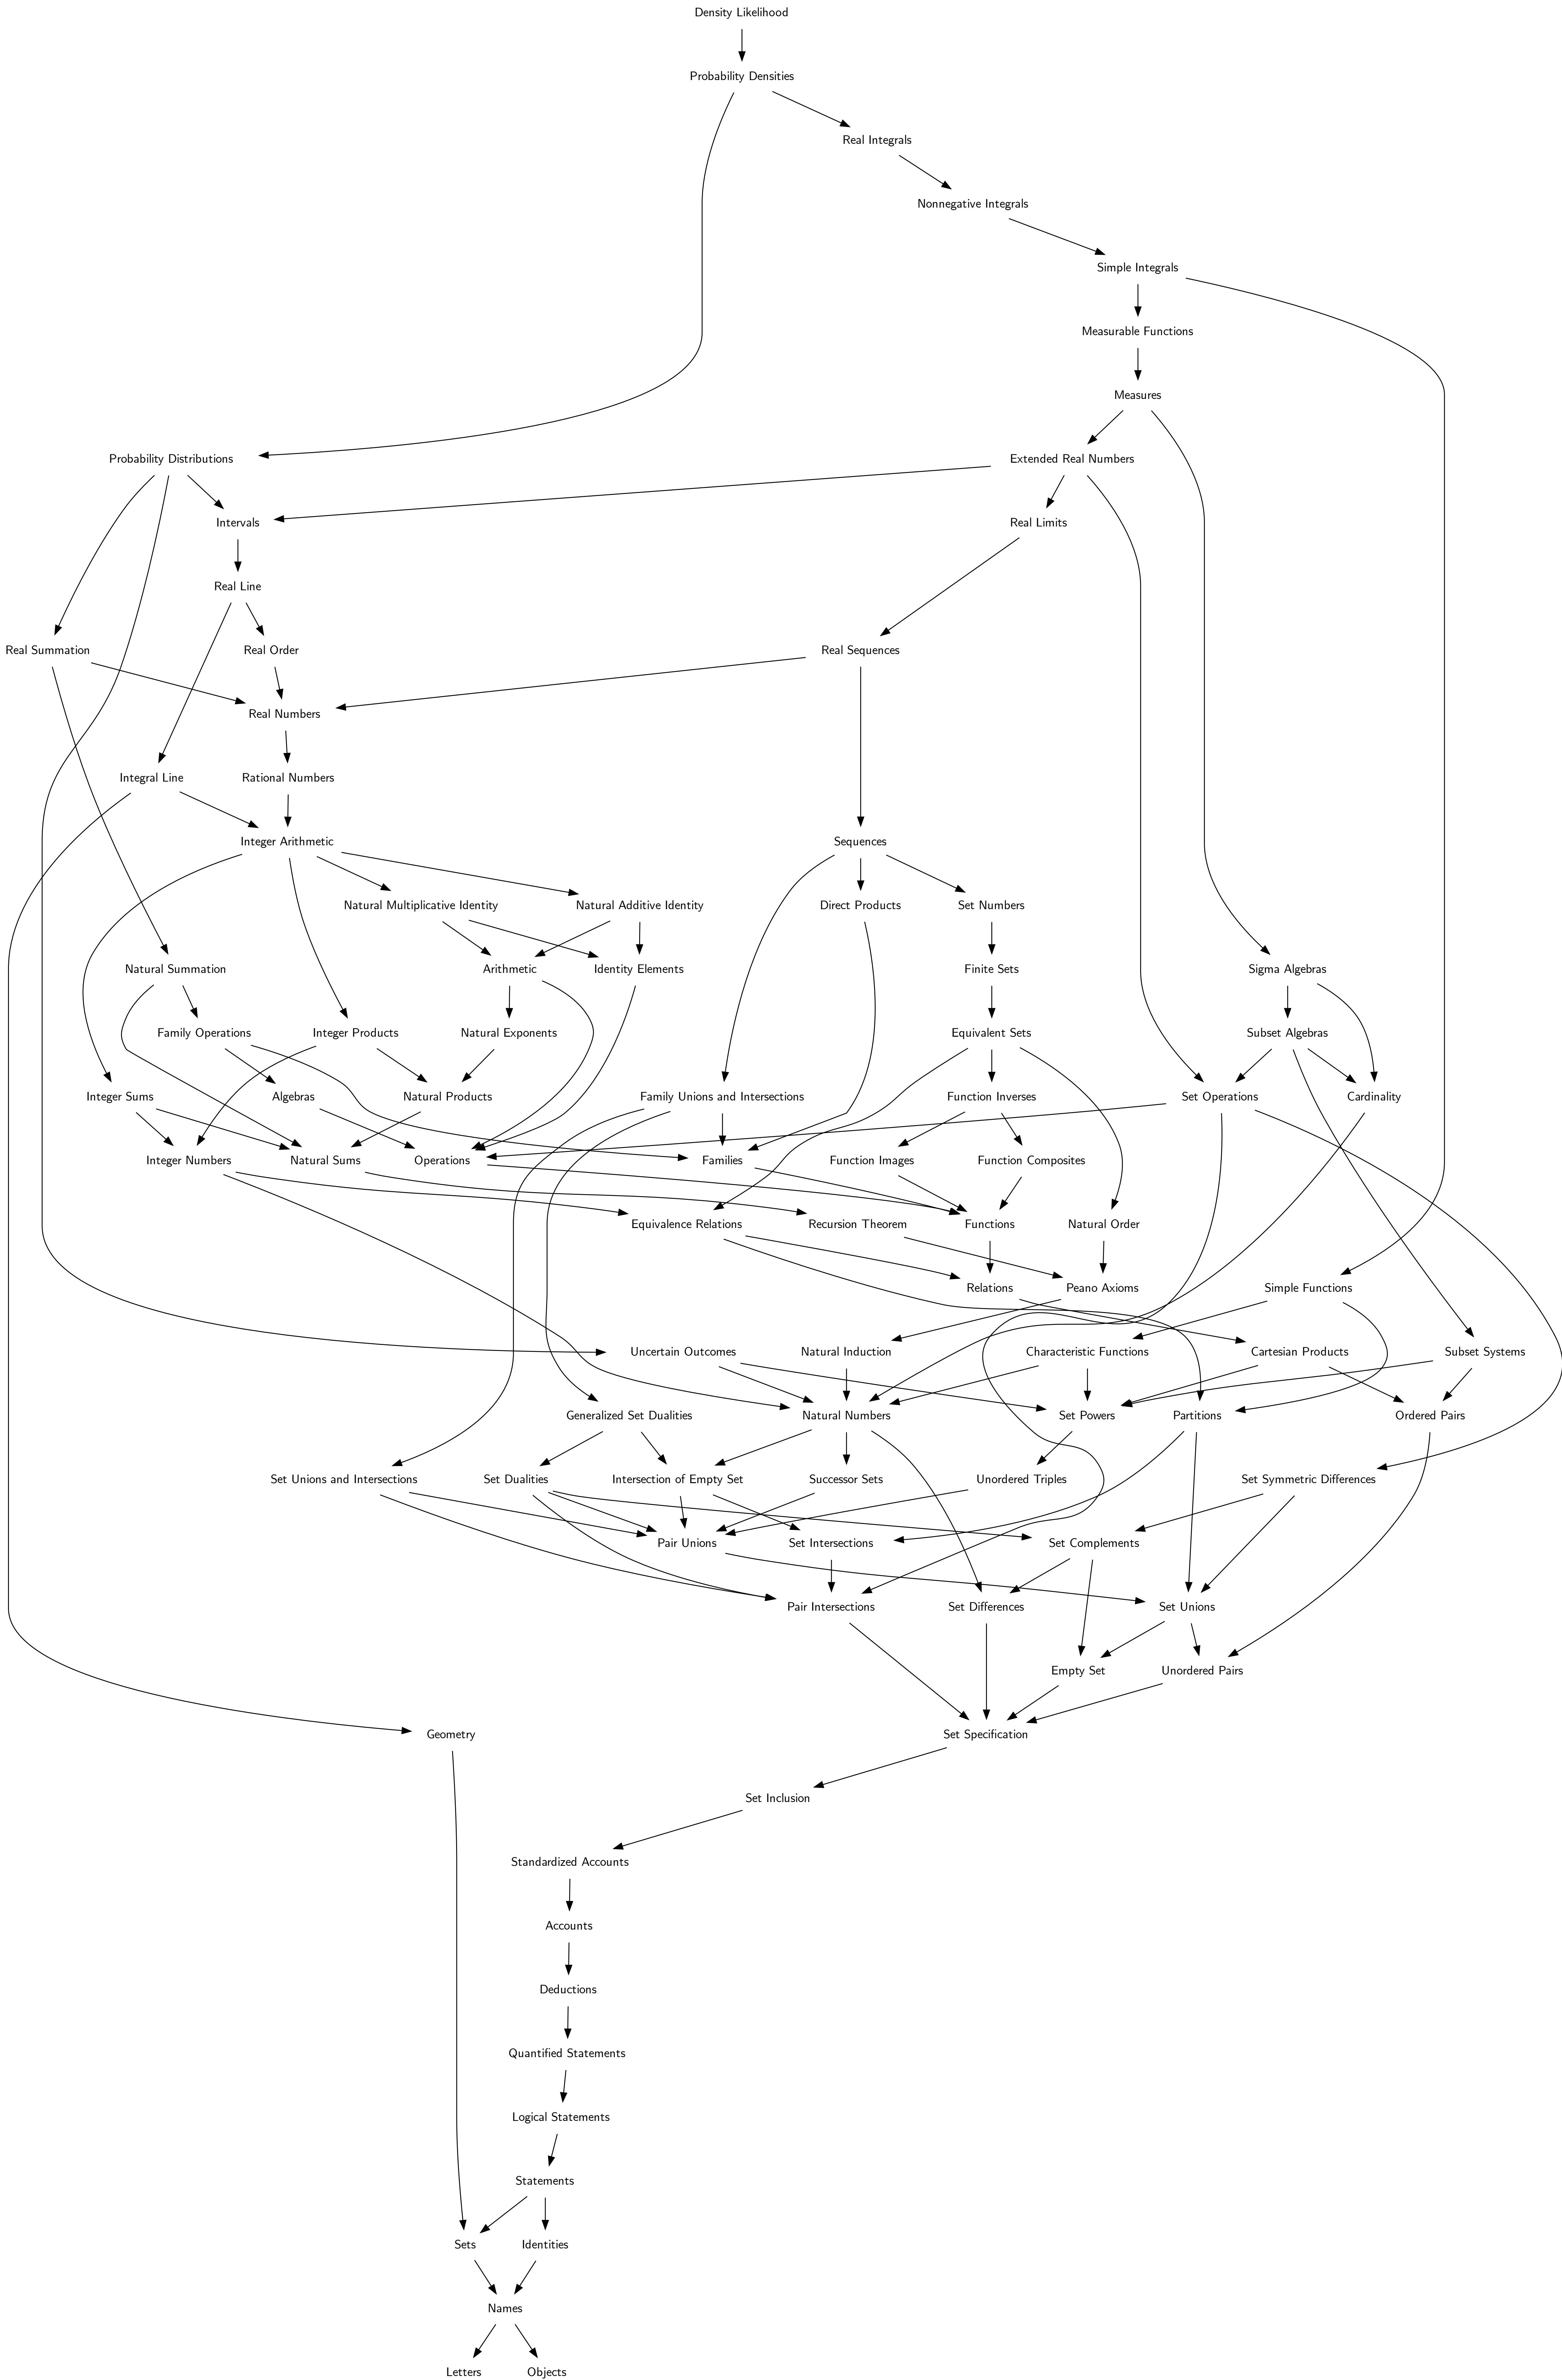 Density Likelihood
Probability Densities
Real Integrals
Nonnegative Integrals
Simple Integrals
Measurable Functions
Measures
Probability Distributions
Extended Real Numbers
Intervals
Real Limits
Real Line
Real Summation
Real Order
Real Sequences
Real Numbers
Integral Line
Rational Numbers
Integer Arithmetic
Sequences
Natural Multiplicative Identity
Natural Additive Identity
Direct Products
Set Numbers
Natural Summation
Arithmetic
Identity Elements
Finite Sets
Sigma Algebras
Family Operations
Integer Products
Natural Exponents
Equivalent Sets
Subset Algebras
Integer Sums
Algebras
Natural Products
Family Unions and Intersections
Function Inverses
Set Operations
Cardinality
Integer Numbers
Natural Sums
Operations
Families
Function Images
Function Composites
Equivalence Relations
Recursion Theorem
Functions
Natural Order
Relations
Peano Axioms
Simple Functions
Uncertain Outcomes
Natural Induction
Characteristic Functions
Cartesian Products
Subset Systems
Generalized Set Dualities
Natural Numbers
Set Powers
Partitions
Ordered Pairs
Set Unions and Intersections
Set Dualities
Intersection of Empty Set
Successor Sets
Unordered Triples
Set Symmetric Differences
Pair Unions
Set Intersections
Set Complements
Pair Intersections
Set Differences
Set Unions
Empty Set
Unordered Pairs
Geometry
Set Specification
Set Inclusion
Standardized Accounts
Accounts
Deductions
Quantified Statements
Logical Statements
Statements
Sets
Identities
Names
Letters
Objects